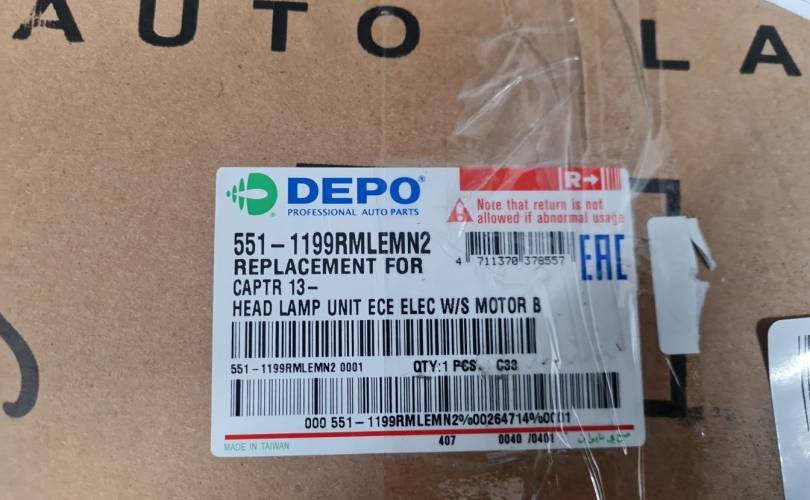 AUTO LA
DEPO®
PROFESSIONAL AUTO PARTS
R→
Note that return is not
allowed if abnormal usage
551-1199RMLEMN2
4 711370 378557
EAC
REPLACEMENT FOR
CAPTR 13-
HEAD LAMP UNIT ECE ELEC W/S MOTOR B
551-1199RMLEMN2 0001 QTY:1 PCS. C33
000 551-1199RMLEMN2%00264714%0001
407 0040 /0401
MADE IN TAIWAN